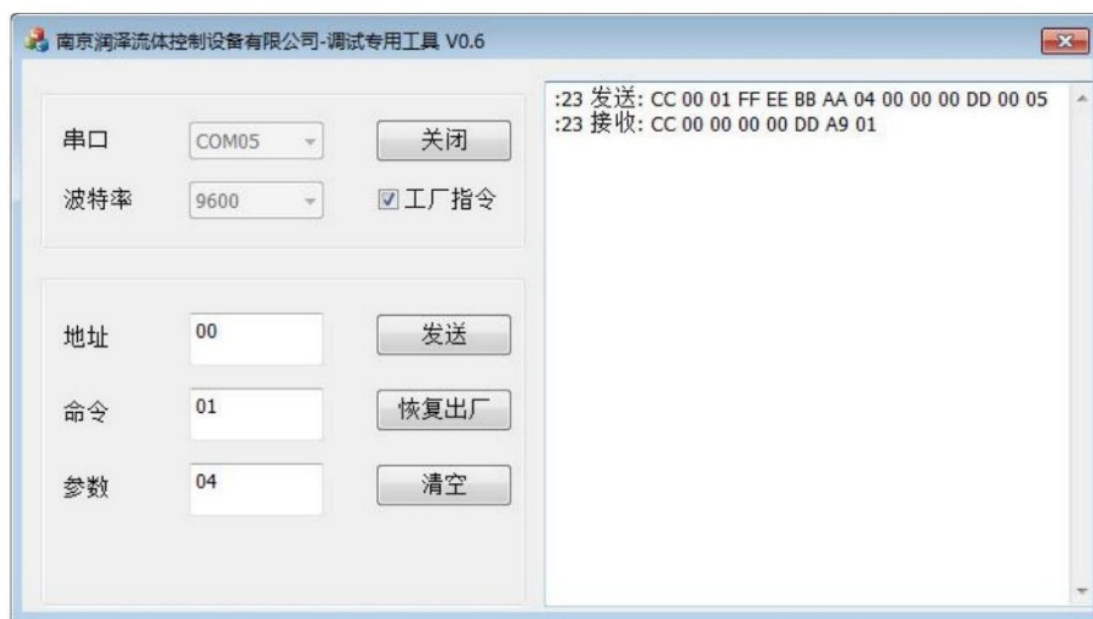 南京润泽流体控制设备有限公司-调试专用工具 V0.6
串口
COM05
关闭
波特率
9600
工厂指令
地址
00
发送
命令
01
恢复出厂
参数
04
清空
:23 发送: CC 00 01 FF EE BB AA 04 00 00 00 DD 00 05
:23 接收: CC 00 00 00 00 DD A9 01